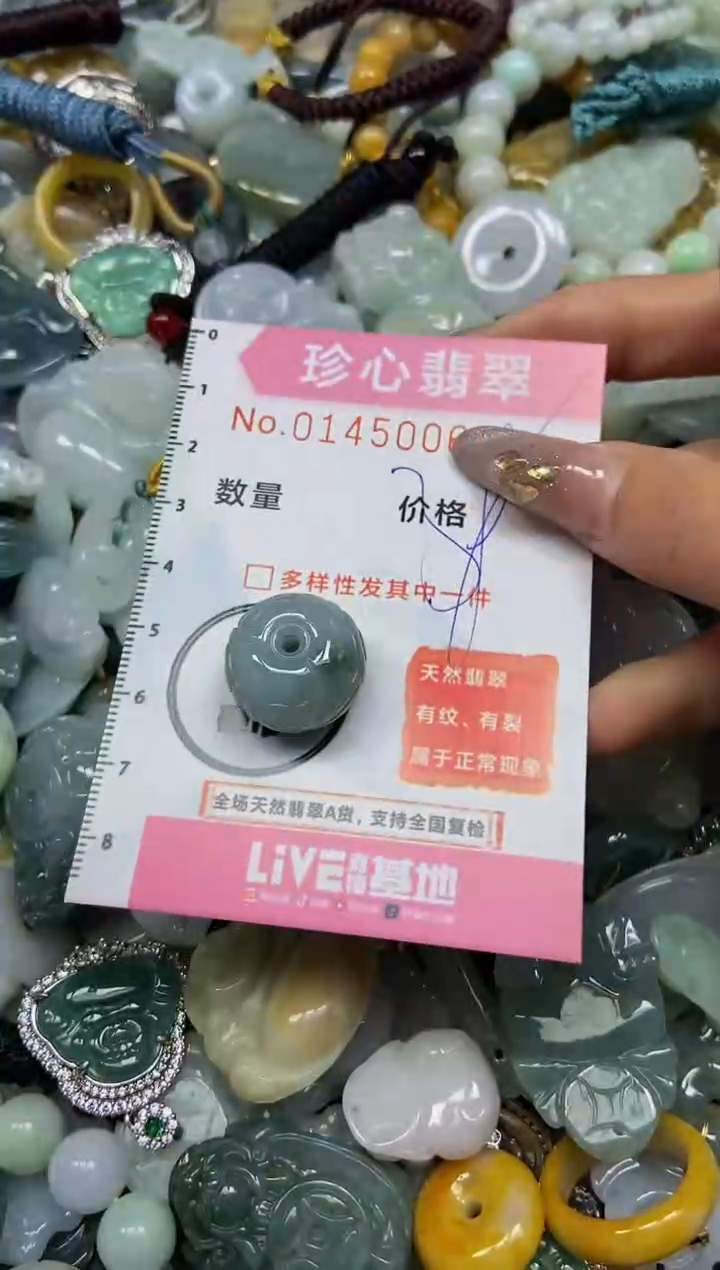 0
珍心翡翠
1
No.014500
2
数量
价格
3
4
多样性发其中一件
5
天然翡翠
6
有纹、有裂
属于正常现象
7
全场天然翡翠A货，支持全国复检
8
LiVE 基地